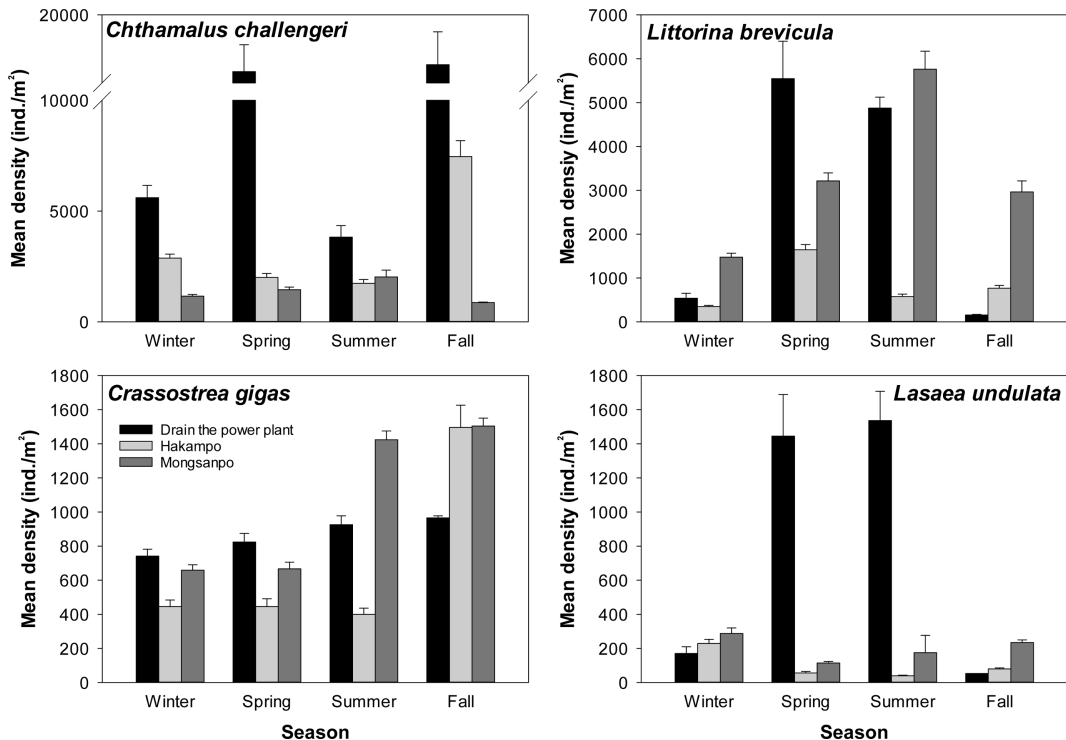 Chthamalus challengeri
Mean density (ind./m²)
20000
10000
5000
0
Winter Spring Summer Fall
Littorina brevicula
Mean densiy (ind./m²)
7000
6000
5000
4000
3000
2000
1000
0
Winter Spring Summer Fall
Crassostrea gigas
Drain the power plant
Hakampo
Mongsanpo
Mean density (ind./m²)
1800
1600
1400
1200
1000
800
600
400
200
0
Winter Spring Summer Fall
Season
Lasaea undulata
Mean density (ind./m²)
1800
1600
1400
1200
1000
800
600
400
200
0
Winter Spring Summer Fall
Season